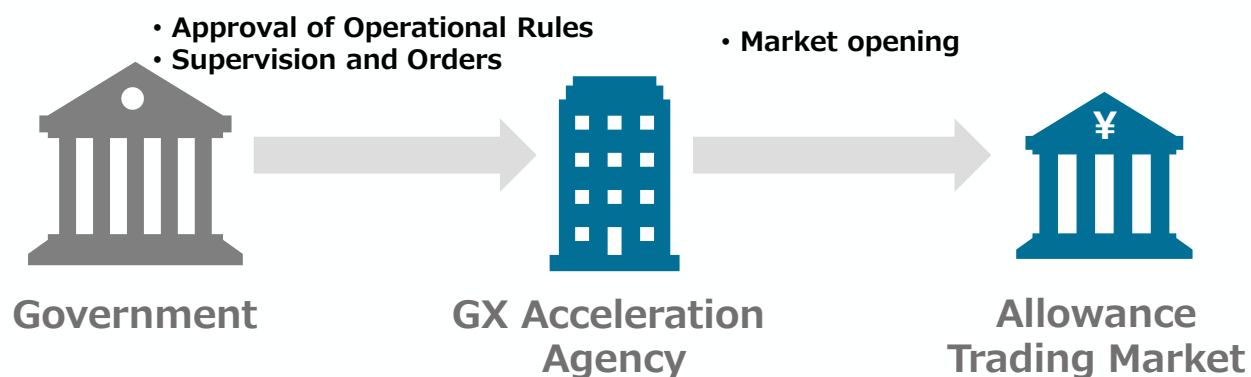 ・Approval of Operational Rules
・Supervision and Orders
・Market opening
¥
Government
GX Acceleration
Agency
Allowance
Trading Market